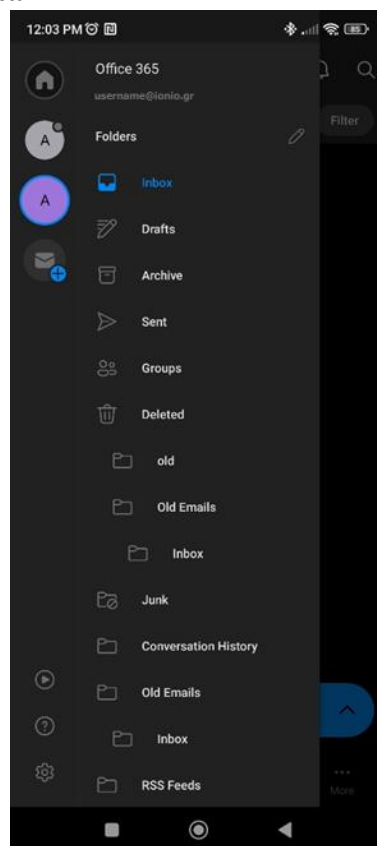 12:03 PM
85
Office 365
username@ionio.gr
Filter
A
Folders
Inbox
A
Drafts
Archive
Sent
Groups
Deleted
old
Old Emails
Inbox
Junk
Conversation History
Old Emails
Inbox
RSS Feeds
More